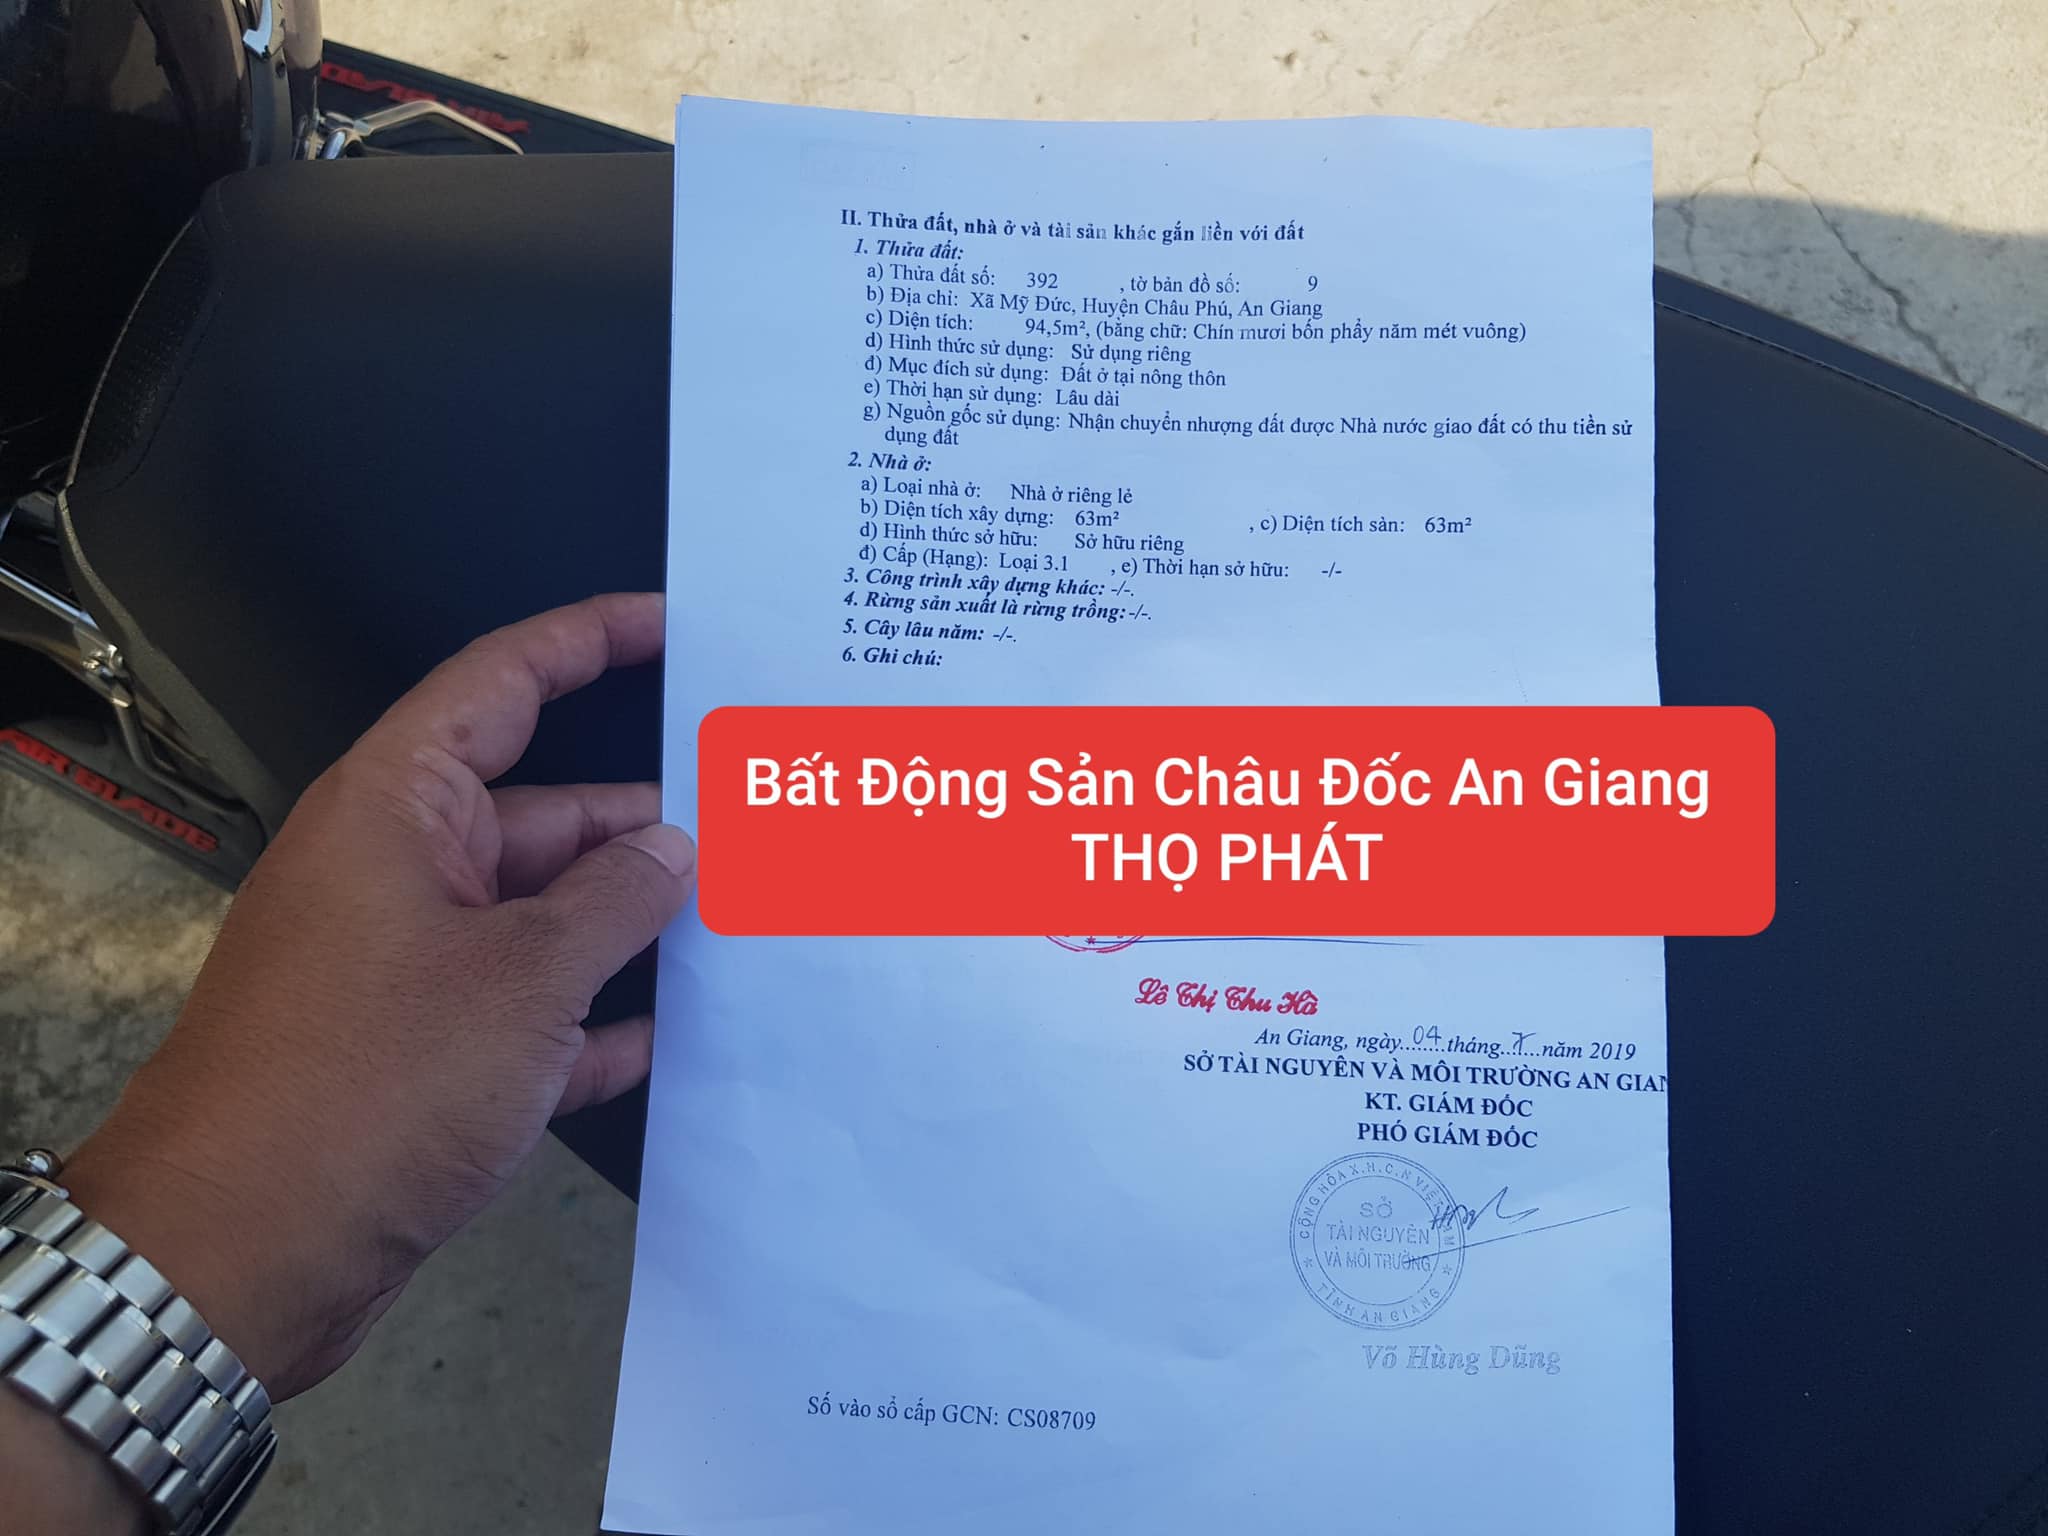 AIR BLADE
II. Thửa đất, nhà ở và tài sản khác gắn liền với đất
1. Thửa đất:
a) Thửa đất số: 392 , tờ bản đồ số: 9
b) Địa chỉ: Xã Mỹ Đức, Huyện Châu Phú, An Giang
c) Diện tích: 94,5m², (bằng chữ: Chín mươi bốn phẩy năm mét vuông)
d) Hình thức sử dụng: Sử dụng riêng
đ) Mục đích sử dụng: Đất ở tại nông thôn
e) Thời hạn sử dụng: Lâu dài
g) Nguồn gốc sử dụng: Nhận chuyển nhượng đất được Nhà nước giao đất có thu tiền sử
dụng đất
2. Nhà ở:
a) Loại nhà ở: Nhà ở riêng lẻ
b) Diện tích xây dựng: 63m² , c) Diện tích sàn: 63m²
d) Hình thức sở hữu: Sở hữu riêng
đ) Cấp (Hạng): Loại 3.1 , e) Thời hạn sở hữu: -/-
3. Công trình xây dựng khác: -/-.
4. Rừng sản xuất là rừng trồng: -/-.
5. Cây lâu năm: -/-.
6. Ghi chú:
Bất Động Sản Châu Đốc An Giang
THỌ PHÁT
AIR BLADE
Lê Thị Thu Hà
An Giang, ngày..04..tháng..7..năm 2019
SỞ TÀI NGUYÊN VÀ MÔI TRƯỜNG AN GIAN
KT. GIÁM ĐỐC
PHÓ GIÁM ĐỐC
CỘNG HÒA X.H.C.N VIỆT NAM
SỞ
TÀI NGUYÊN
VÀ MÔI TRƯỜNG
TỈNH AN GIANG
Võ Hùng Dũng
Số vào sổ cấp GCN: CS08709